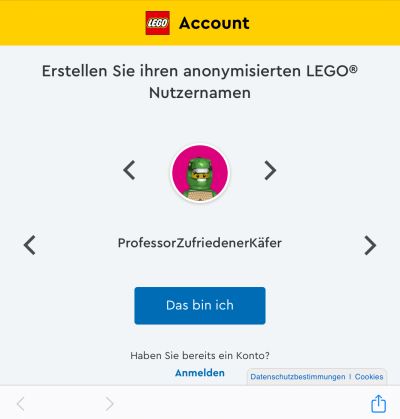 LEGO Account
Erstellen Sie ihren anonymisierten LEGO®
Nutzernamen
ProfessorZufriedenerKäfer
Das bin ich
Haben Sie bereits ein Konto?
Anmelden
Datenschutzbestimmungen | Cookies